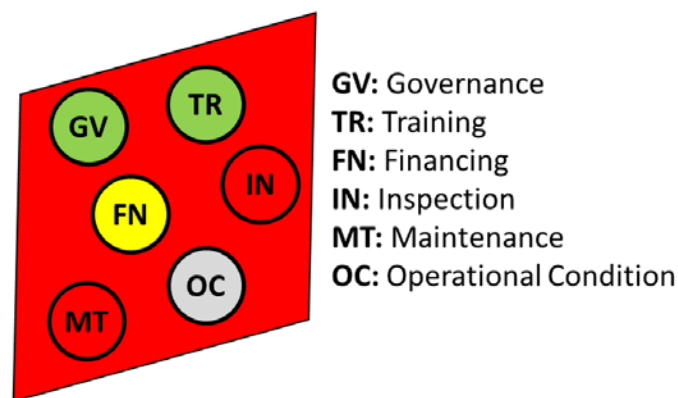 GV
TR
IN
FN
OC
MT
GV: Governance
TR: Training
FN: Financing
IN: Inspection
MT: Maintenance
OC: Operational Condition